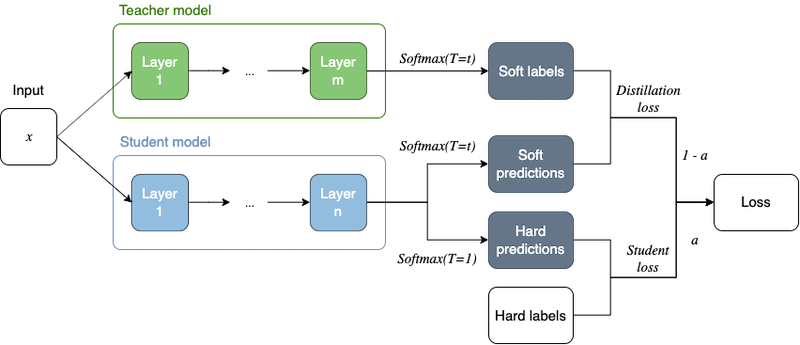 Teacher model
Layer
1
...
Layer
m
Softmax(T=t)
Soft labels
Input
x
Distillation
loss
Student model
Layer
1
...
Layer
n
Softmax(T=t)
Soft
predictions
1 - a
Loss
Softmax(T=1)
Hard
predictions
Student
loss
a
Hard labels